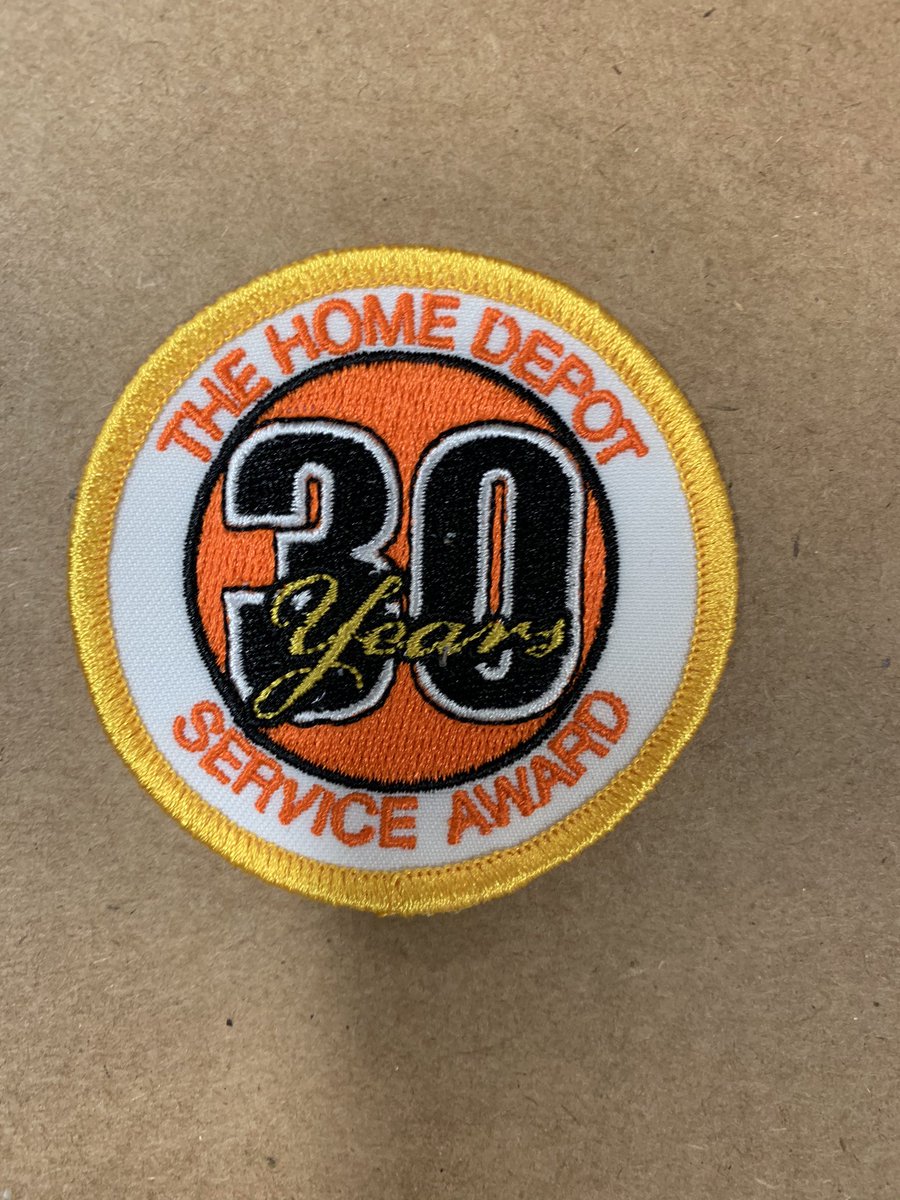 THE HOME DEPOT
30
Years
SERVICE AWARD